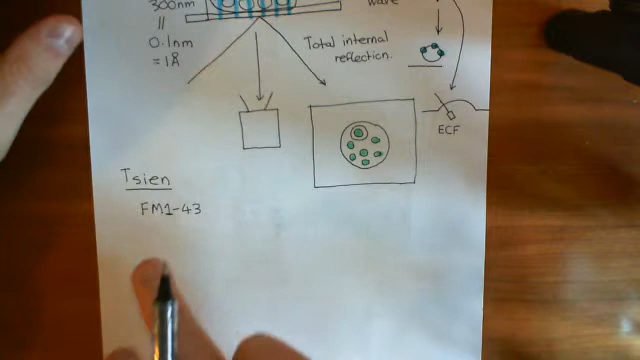 300nm
wave
||
0.1nm
= 1Å
Total internal
reflection.
ECF
Tsien
FM1-43